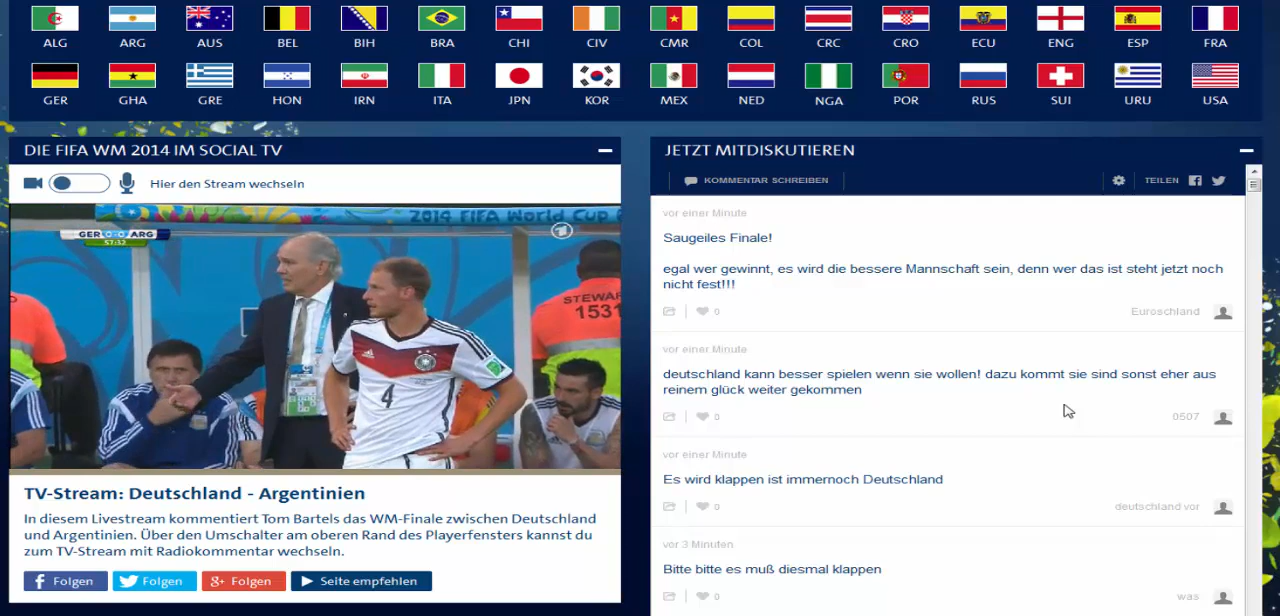 ALG ARG AUS BEL BIH BRA CHI CIV CMR COL CRC CRO ECU ENG ESP FRA
GER GHA GRE HON IRN ITA JPN KOR MEX NED NGA POR RUS SUI URU USA
DIE FIFA WM 2014 IM SOCIAL TV
Hier den Stream wechseln
2014 FIFA World Cup
GER 0-0 ARG
57:32
STEWAR
1531
4
TV-Stream: Deutschland - Argentinien
In diesem Livestream kommentiert Tom Bartels das WM-Finale zwischen Deutschland
und Argentinien. Über den Umschalter am oberen Rand des Playerfensters kannst du
zum TV-Stream mit Radiokommentar wechseln.
Folgen Folgen Folgen Seite empfehlen
JETZT MITDISKUTIEREN
KOMMENTAR SCHREIBEN TEILEN
vor einer Minute
Saugeiles Finale!
egal wer gewinnt, es wird die bessere Mannschaft sein, denn wer das ist steht jetzt noch
nicht fest!!!
0 Euroschland
vor einer Minute
deutschland kann besser spielen wenn sie wollen! dazu kommt sie sind sonst eher aus
reinem glück weiter gekommen
0 0507
vor einer Minute
Es wird klappen ist immernoch Deutschland
0 deutschland vor
vor 3 Minuten
Bitte bitte es muß diesmal klappen
0 was